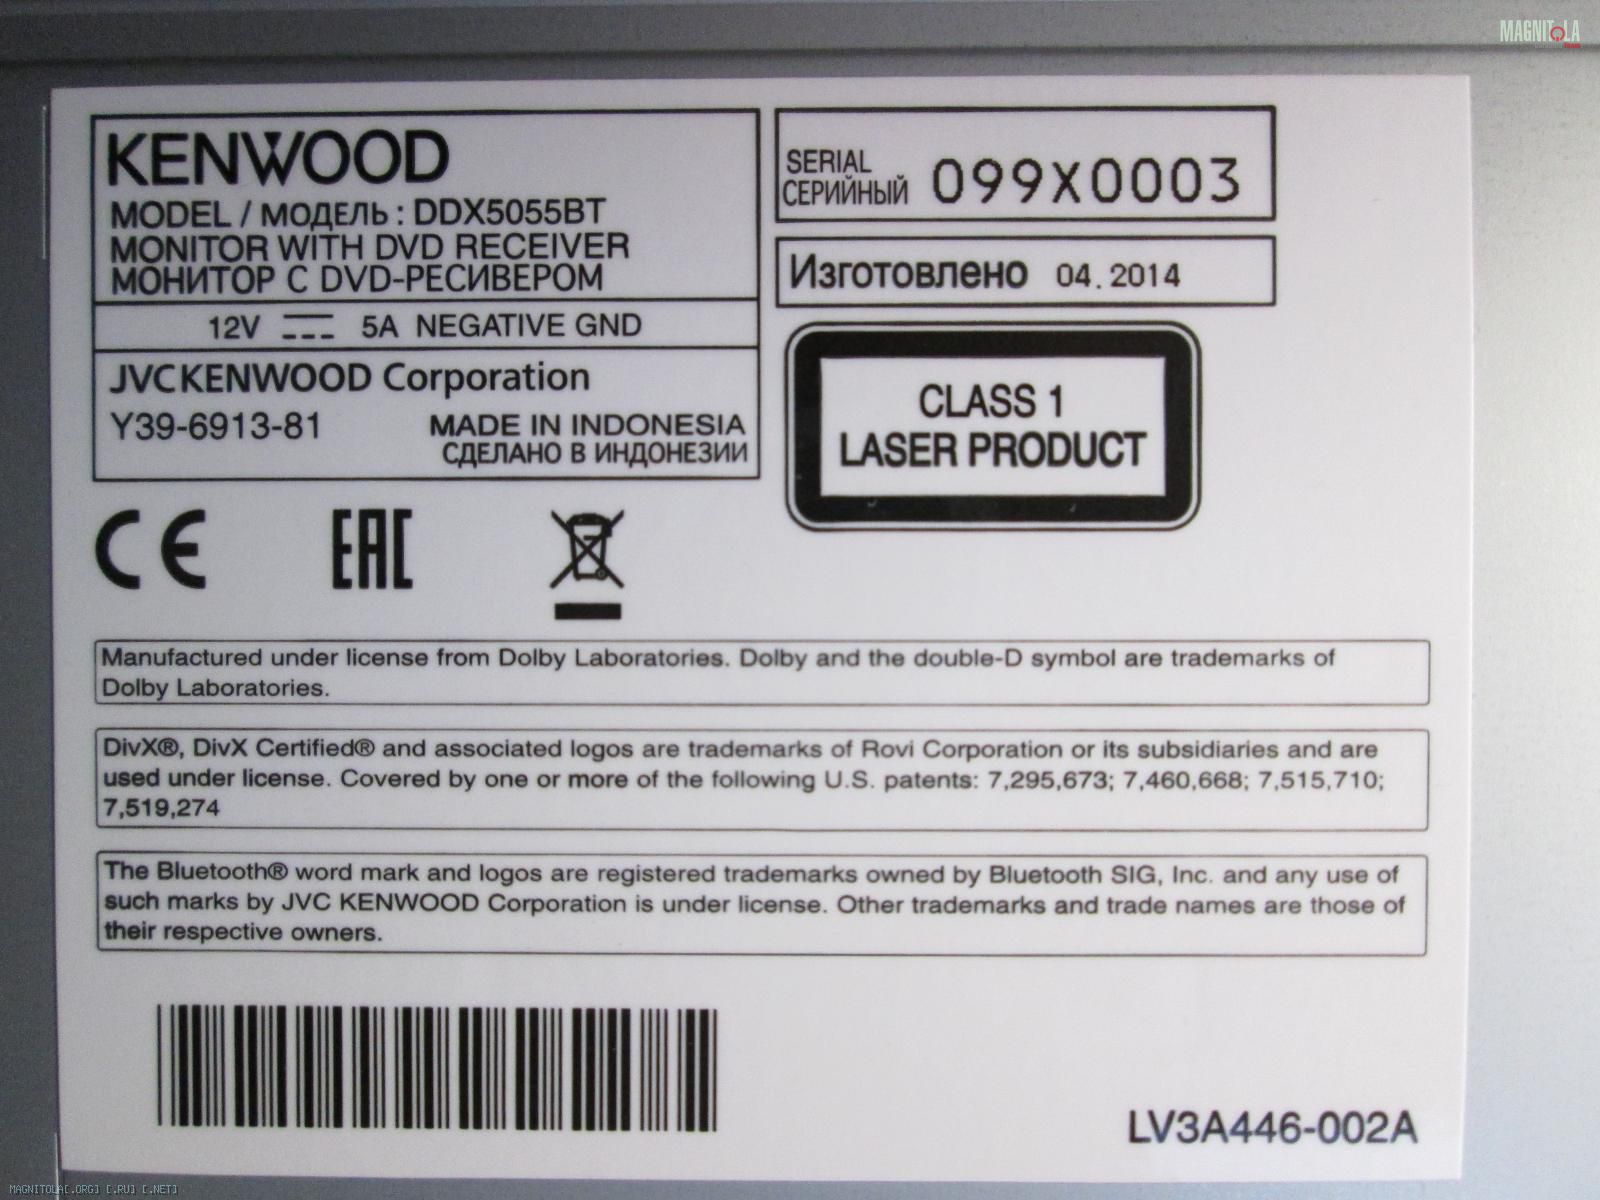 MAGNITOLA
KENWOOD
MODEL / МОДЕЛЬ : DDX5055BT
MONITOR WITH DVD RECEIVER
МОНИТОР С DVD-РЕСИВЕРОМ
12V 5A NEGATIVE GND
JVCKENWOOD Corporation
Y39-6913-81 MADE IN INDONESIA
СДЕЛАНО В ИНДОНЕЗИИ
SERIAL
СЕРИЙНЫЙ 099X0003
Изготовлено 04.2014
CLASS 1
LASER PRODUCT
CE EAC
Manufactured under license from Dolby Laboratories. Dolby and the double-D symbol are trademarks of
Dolby Laboratories.
DivX®, DivX Certified® and associated logos are trademarks of Rovi Corporation or its subsidiaries and are
used under license. Covered by one or more of the following U.S. patents: 7,295,673; 7,460,668; 7,515,710;
7,519,274
The Bluetooth® word mark and logos are registered trademarks owned by Bluetooth SIG, Inc. and any use of
such marks by JVC KENWOOD Corporation is under license. Other trademarks and trade names are those of
their respective owners.
LV3A446-002A
MAGNITOLA[.ORG] [.RU] [.NET]